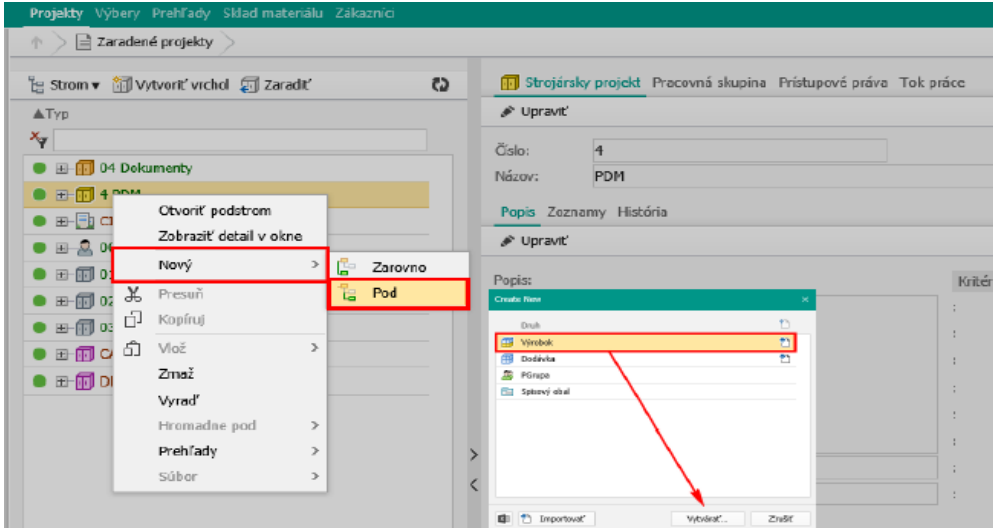 Projekty Výbery Prehľady Sklad materiálu Zákazníci
Zaradené projekty
Strom Vytvoriť vrchol Zaradiť
Typ
04 Dokumenty
4 PDM
Otvoriť podstrom
Zobraziť detail v okne
Nový
Presuň
Kopíruj
Vlož
Zmaž
Vyraď
Hromadne pod
Prehľady
Súbor
Zarovno
Pod
Strojársky projekt Pracovná skupina Prístupové práva Tok práce
Upraviť
Číslo: 4
Názov: PDM
Popis Zoznamy História
Upraviť
Popis:
Create New
Druh
Výrobok
Dodávka
PGrupa
Spisový obal
Importovať Vytvárať... Zrušiť